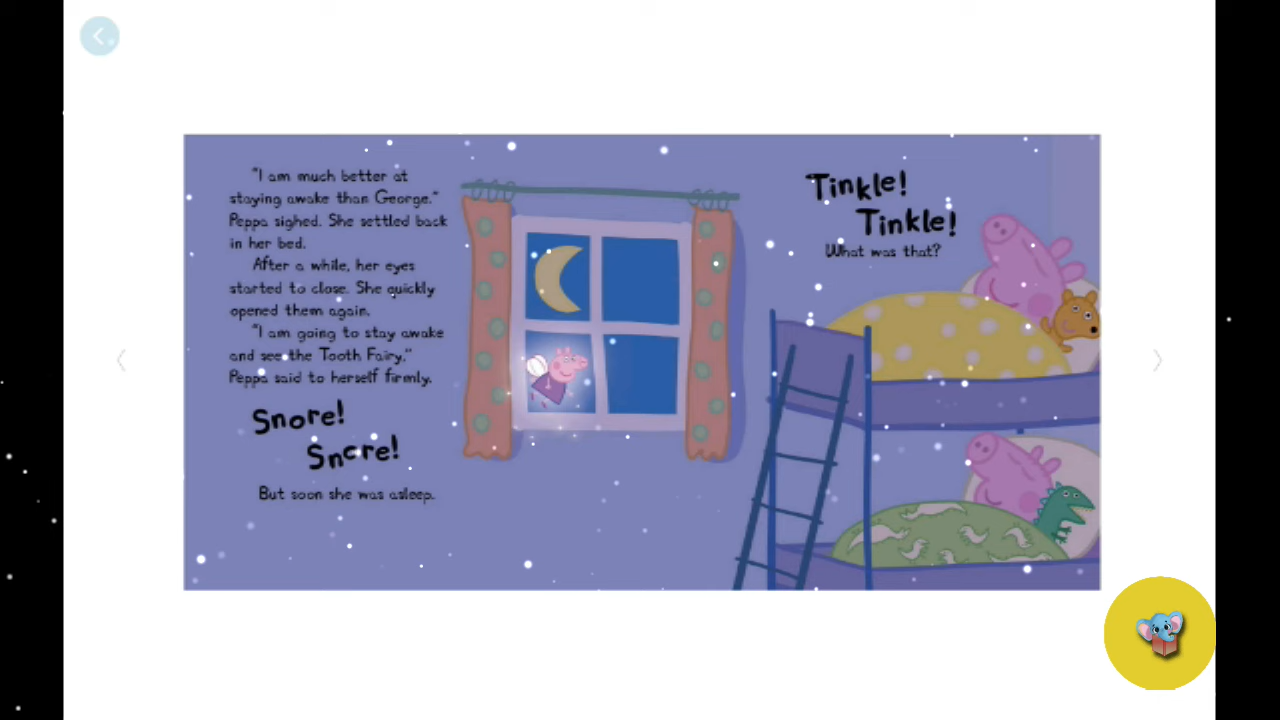 "I am much better at
staying awake than George."
Peppa sighed. She settled back
in her bed.
After a while, her eyes
started to close. She quickly
opened them again.
"I am going to stay awake
and see the Tooth Fairy,"
Peppa said to herself firmly.
Snore!
Snore!
But soon she was asleep.
Tinkle!
Tinkle!
What was that?